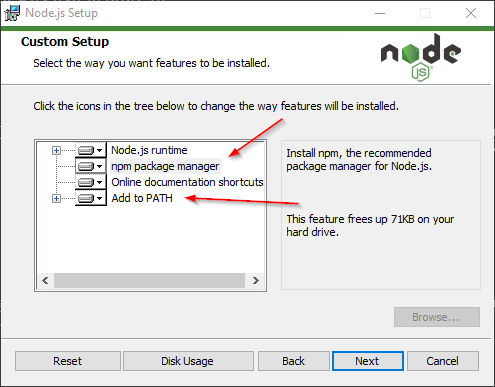 Node.js Setup
Custom Setup
Select the way you want features to be installed.
node
JS
Click the icons in the tree below to change the way features will be installed.
Node.js runtime
npm package manager
Online documentation shortcuts
Add to PATH
Install npm, the recommended
package manager for Node.js.
This feature frees up 71KB on your
hard drive.
Browse...
Reset
Disk Usage
Back
Next
Cancel